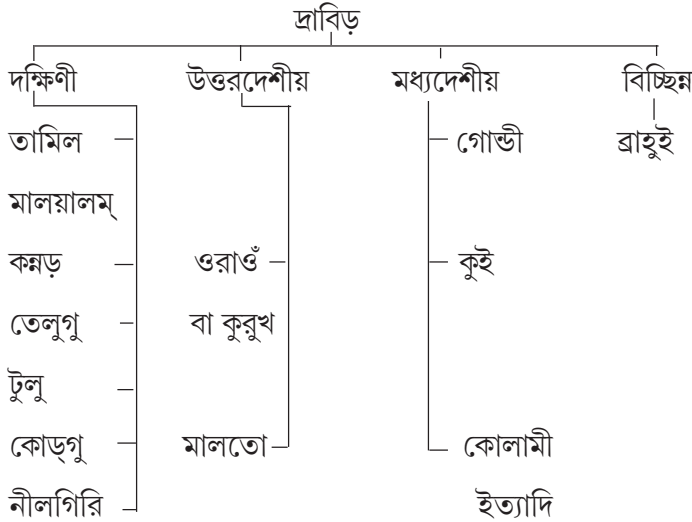 দ্রাবিড়
দক্ষিণী উত্তরদেশীয় মধ্যদেশীয় বিচ্ছিন্ন
তামিল গোন্ডী ব্রাহুই
মালয়ালম্
কন্নড় ওরাওঁ কুই
তেলুগু বা কুরুখ
টুলু
কোড্গু মালতো কোলামী
নীলগিরি ইত্যাদি